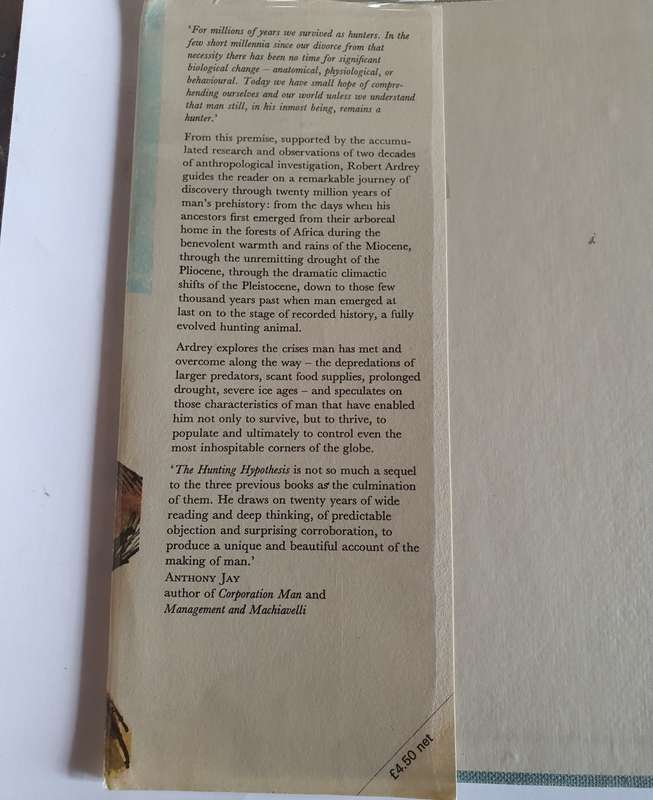 ‘For millions of years we survived as hunters. In the
few short millennia since our divorce from that
necessity there has been no time for significant
biological change – anatomical, physiological, or
behavioural. Today we have small hope of compre-
hending ourselves and our world unless we understand
that man still, in his inmost being, remains a
hunter.’
From this premise, supported by the accumu-
lated research and observations of two decades
of anthropological investigation, Robert Ardrey
guides the reader on a remarkable journey of
discovery through twenty million years of
man's prehistory: from the days when his
ancestors first emerged from their arboreal
home in the forests of Africa during the
benevolent warmth and rains of the Miocene,
through the unremitting drought of the
Pliocene, through the dramatic climactic
shifts of the Pleistocene, down to those few
thousand years past when man emerged at
last on to the stage of recorded history, a fully
evolved hunting animal.
Ardrey explores the crises man has met and
overcome along the way – the depredations of
larger predators, scant food supplies, prolonged
drought, severe ice ages – and speculates on
those characteristics of man that have enabled
him not only to survive, but to thrive, to
populate and ultimately to control even the
most inhospitable corners of the globe.
‘The Hunting Hypothesis is not so much a sequel
to the three previous books as the culmination
of them. He draws on twenty years of wide
reading and deep thinking, of predictable
objection and surprising corroboration, to
produce a unique and beautiful account of the
making of man.’
ANTHONY JAY
author of Corporation Man and
Management and Machiavelli
£4.50 net